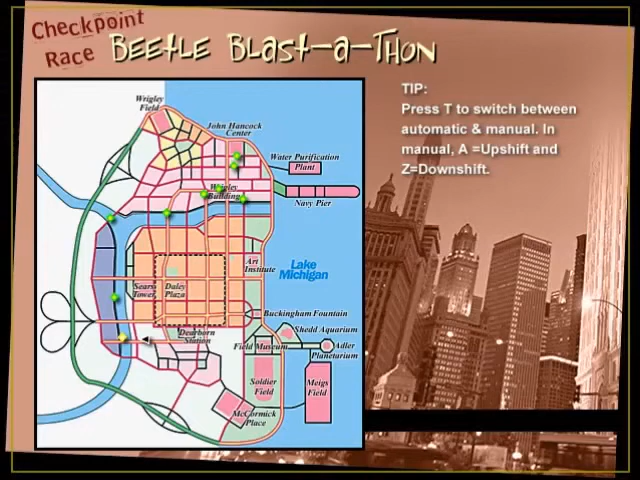 Checkpoint
Race
BEETLE BLAST-A-THON
TIP:
Press T to switch between
automatic & manual. In
manual, A =Upshift and
Z=Downshift.
Wrigley
Field
John Hancock
Center
Water Purification
Plant
Wrigley
Building
Navy Pier
Art
Institute
Lake
Michigan
Sears
Tower
Daley
Plaza
Buckingham Fountain
Dearborn
Station
Shedd Aquarium
Field Museum
Adler
Planeturium
Soldier
Field
Meigs
Field
McCormick
Place